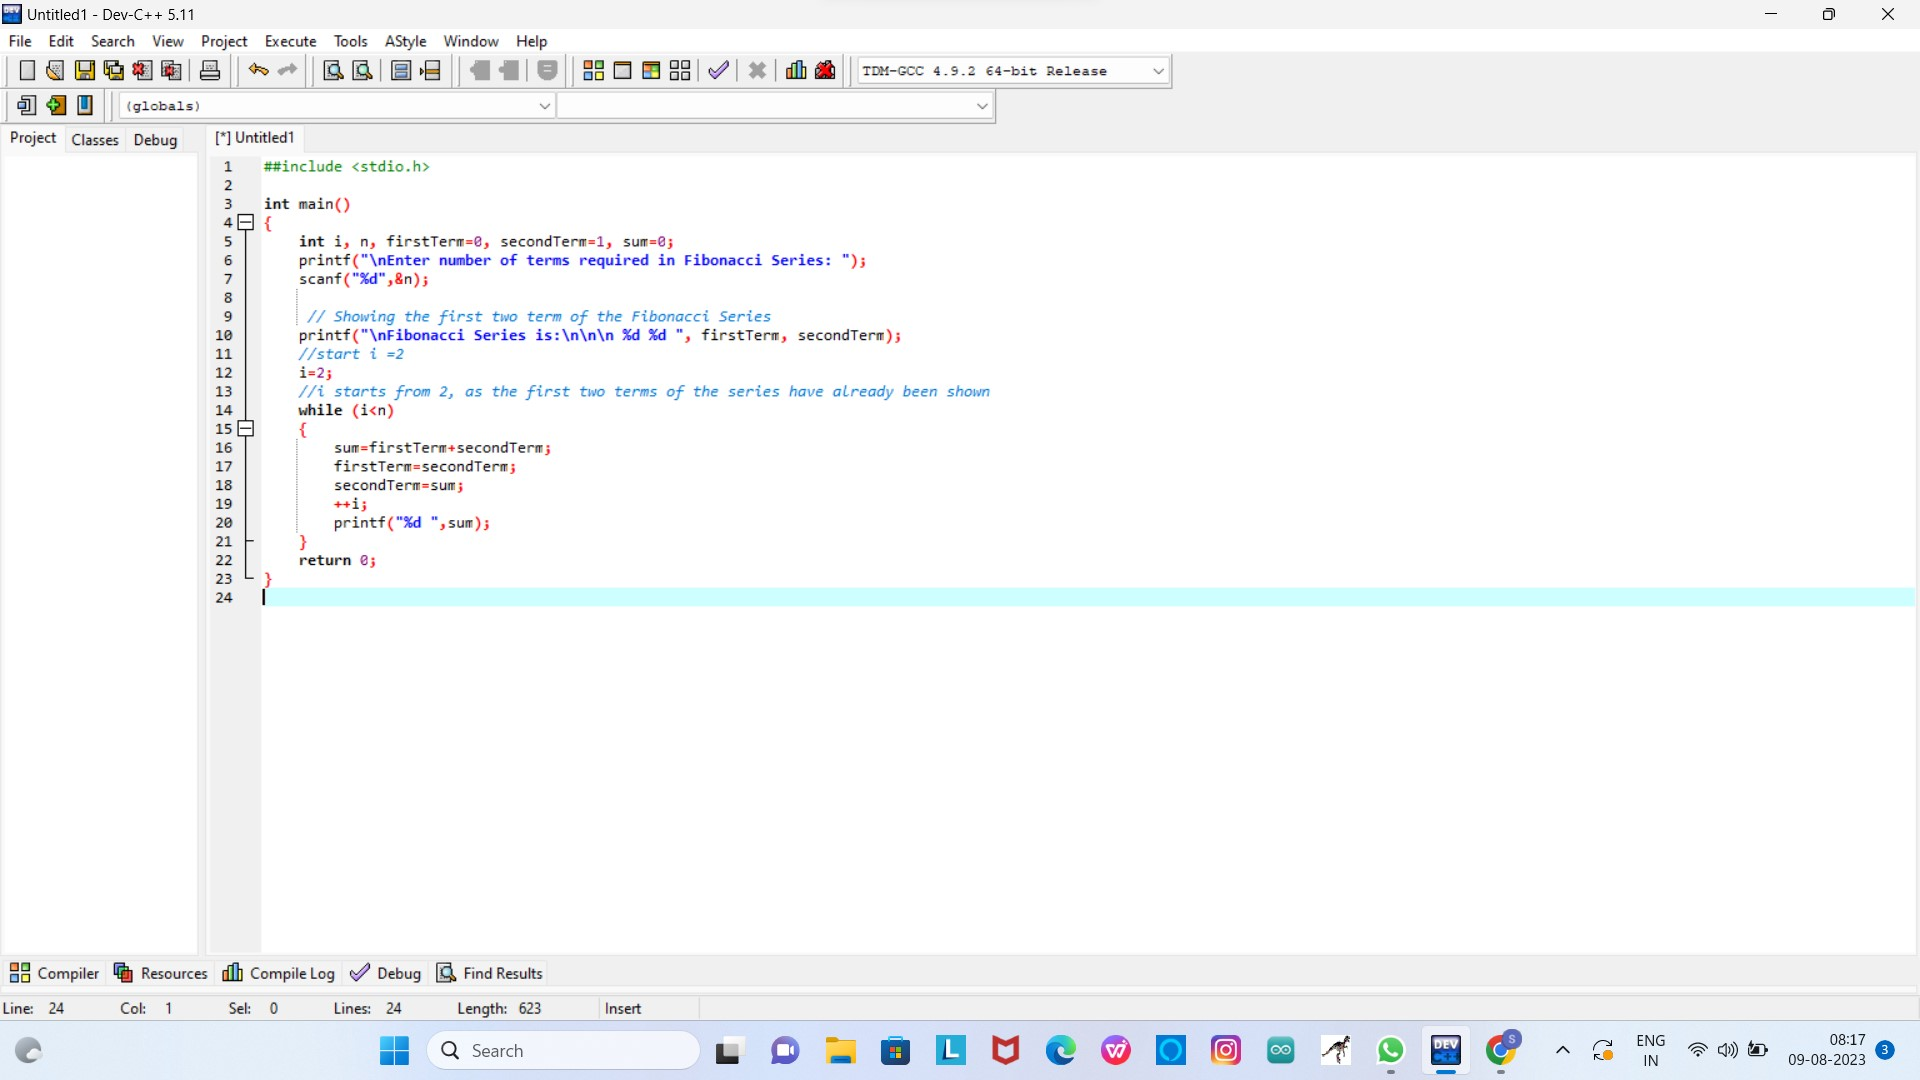 Untitled1 - Dev-C++ 5.11
File Edit Search View Project Execute Tools AStyle Window Help
TDM-GCC 4.9.2 64-bit Release
(globals)
Project Classes Debug [*] Untitled1
1 ##include <stdio.h>
2
3 int main()
4 {
5 int i, n, firstTerm=0, secondTerm=1, sum=0;
6 printf("\nEnter number of terms required in Fibonacci Series: ");
7 scanf("%d",&n);
8
9 // Showing the first two term of the Fibonacci Series
10 printf("\nFibonacci Series is:\n\n\n %d %d ", firstTerm, secondTerm);
11 //start i =2
12 i=2;
13 //i starts from 2, as the first two terms of the series have already been shown
14 while (i<n)
15 {
16 sum=firstTerm+secondTerm;
17 firstTerm=secondTerm;
18 secondTerm=sum;
19 ++i;
20 printf("%d ",sum);
21 }
22 return 0;
23 }
24
Compiler Resources Compile Log Debug Find Results
Line: 24 Col: 1 Sel: 0 Lines: 24 Length: 623 Insert
Search
L
DEV
C++
S
ENG
IN
08:17
09-08-2023
3